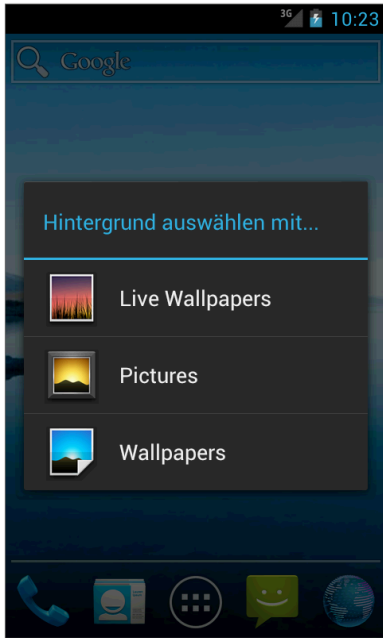 3G 10:23
Google
Hintergrund auswählen mit...
Live Wallpapers
Pictures
Wallpapers